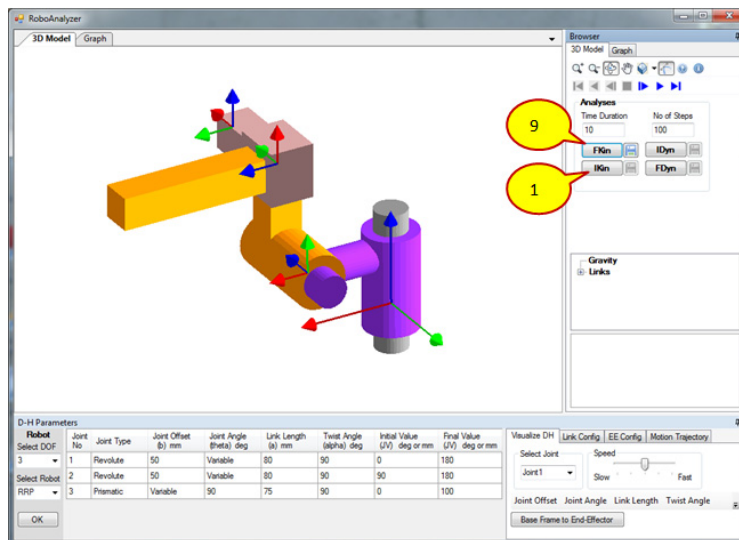 RoboAnalyzer
3D Model Graph
Browser
3D Model Graph
Analyses
Time Duration No of Steps
10 100
9
FKin IDyn
IKin FDyn
1
Gravity
Links
D-H Parameters
Robot
Select DOF
3
Select Robot
RRP
OK
Joint No Joint Type Joint Offset (b) mm Joint Angle (theta) deg Link Length (a) mm Twist Angle (alpha) deg Initial Value (JV) deg or mm Final Value (JV) deg or mm
1 Revolute 50 Variable 80 90 0 180
2 Revolute 50 Variable 80 90 90 180
3 Prismatic Variable 90 75 90 0 100
Visualize DH Link Config EE Config Motion Trajectory
Select Joint
Joint1
Speed
Slow Fast
Joint Offset Joint Angle Link Length Twist Angle
Base Frame to End-Effector